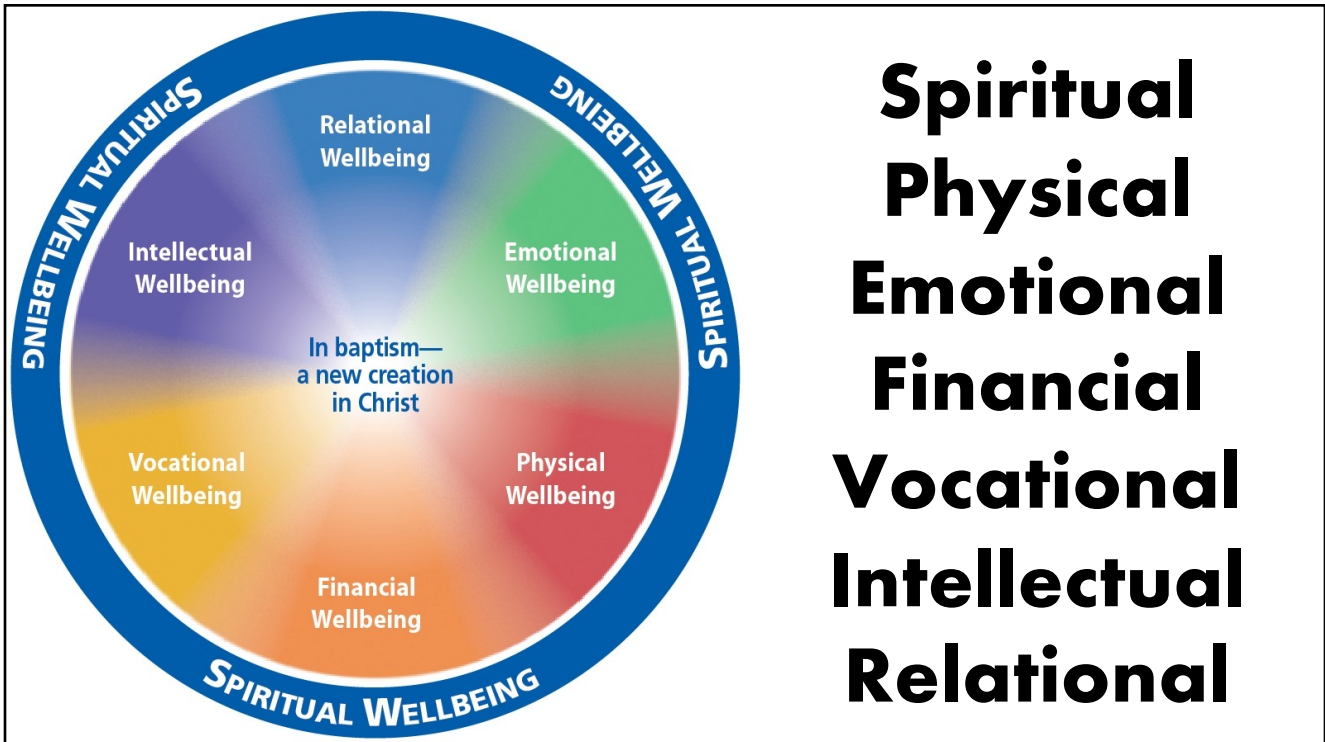 SPIRITUAL WELLBEING
SPIRITUAL WELLBEING
Relational
Wellbeing
Intellectual
Wellbeing
Emotional
Wellbeing
In baptism—
a new creation
in Christ
Vocational
Wellbeing
Physical
Wellbeing
Financial
Wellbeing
SPIRITUAL WELLBEING
Spiritual
Physical
Emotional
Financial
Vocational
Intellectual
Relational